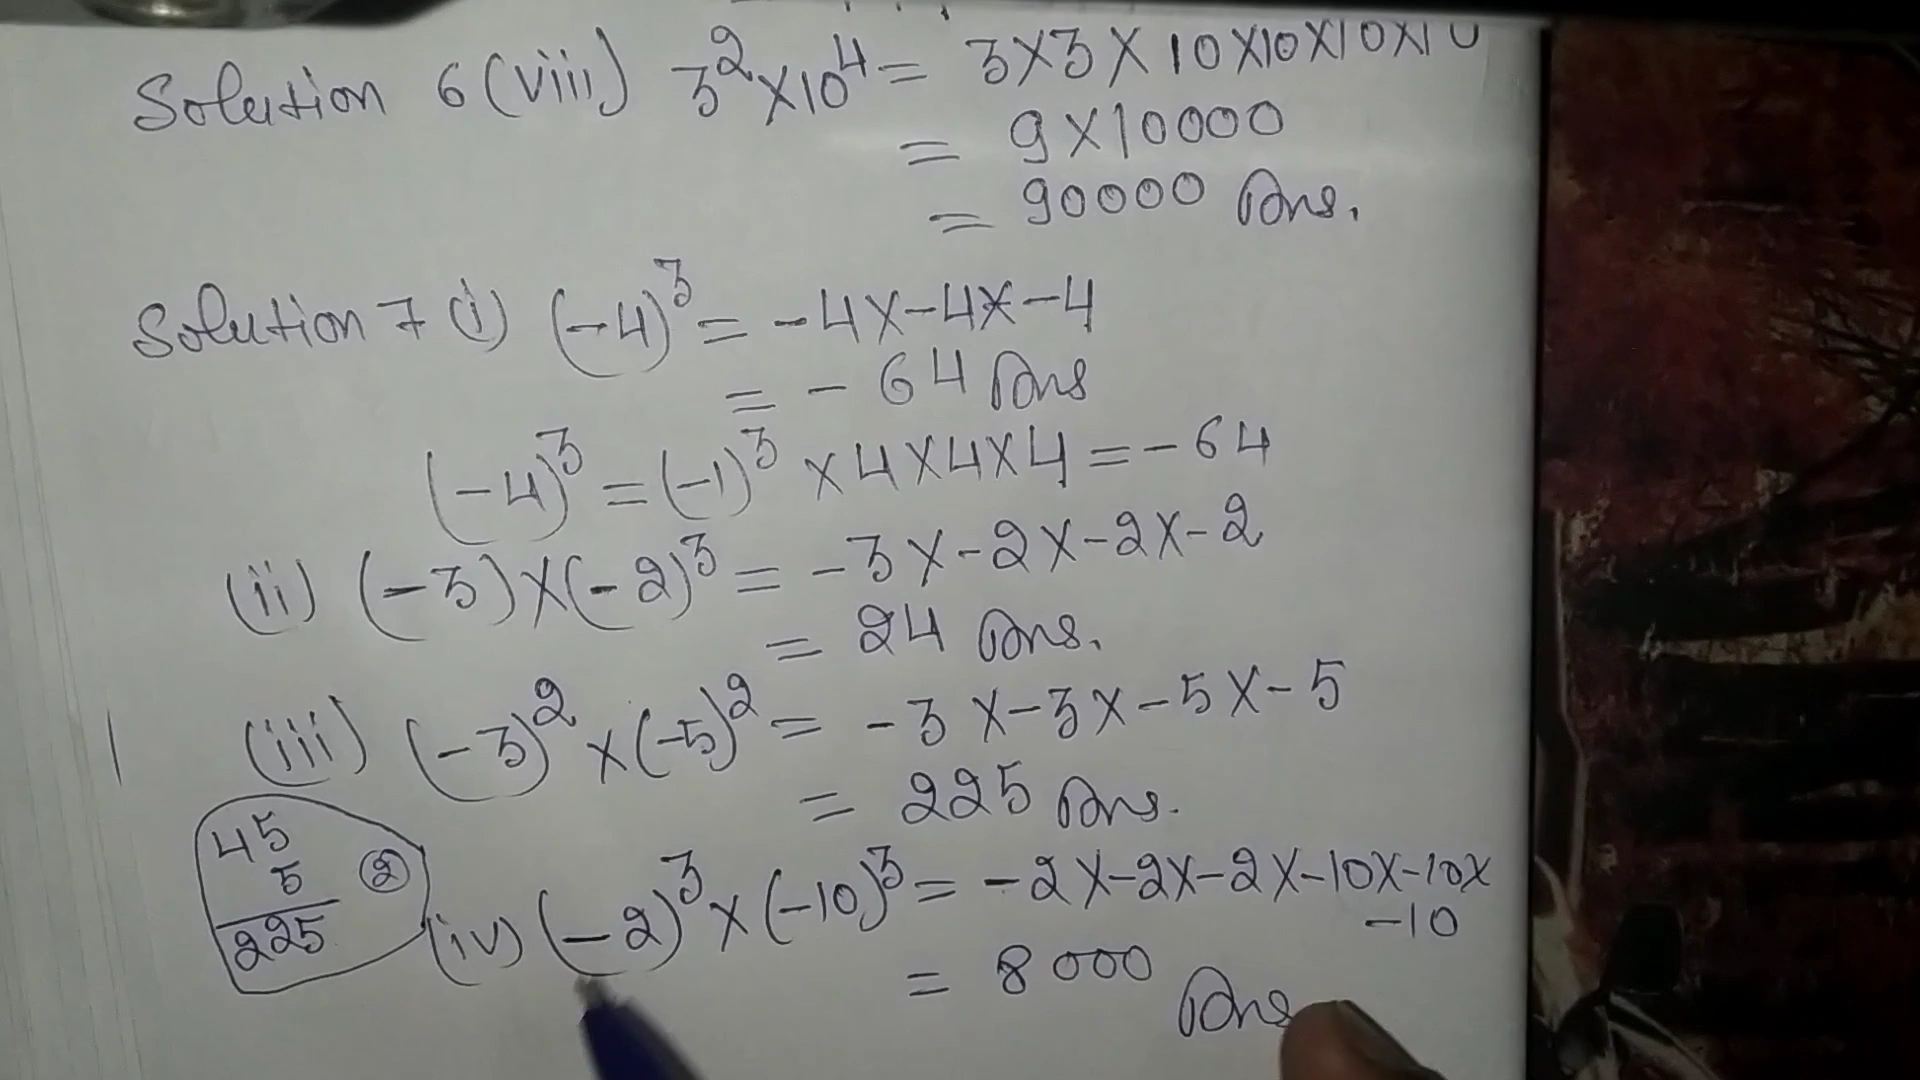 Solution 6 (viii) 3² × 10⁴ = 3 × 3 × 10 × 10 × 10 × 10
= 9 × 10000
= 90000 Ans.
Solution 7 (i) (-4)³ = -4 × -4 × -4
= - 64 Ans
(-4)³ = (-1)³ × 4 × 4 × 4 = - 64
(ii) (-3) × (-2)³ = -3 × -2 × -2 × -2
= 24 Ans.
(iii) (-3)² × (-5)² = -3 × -3 × -5 × -5
= 225 Ans.
45
5 ②
225
(iv) (-2)³ × (-10)³ = -2 × -2 × -2 × -10 × -10 ×
-10
= 8000
Ans